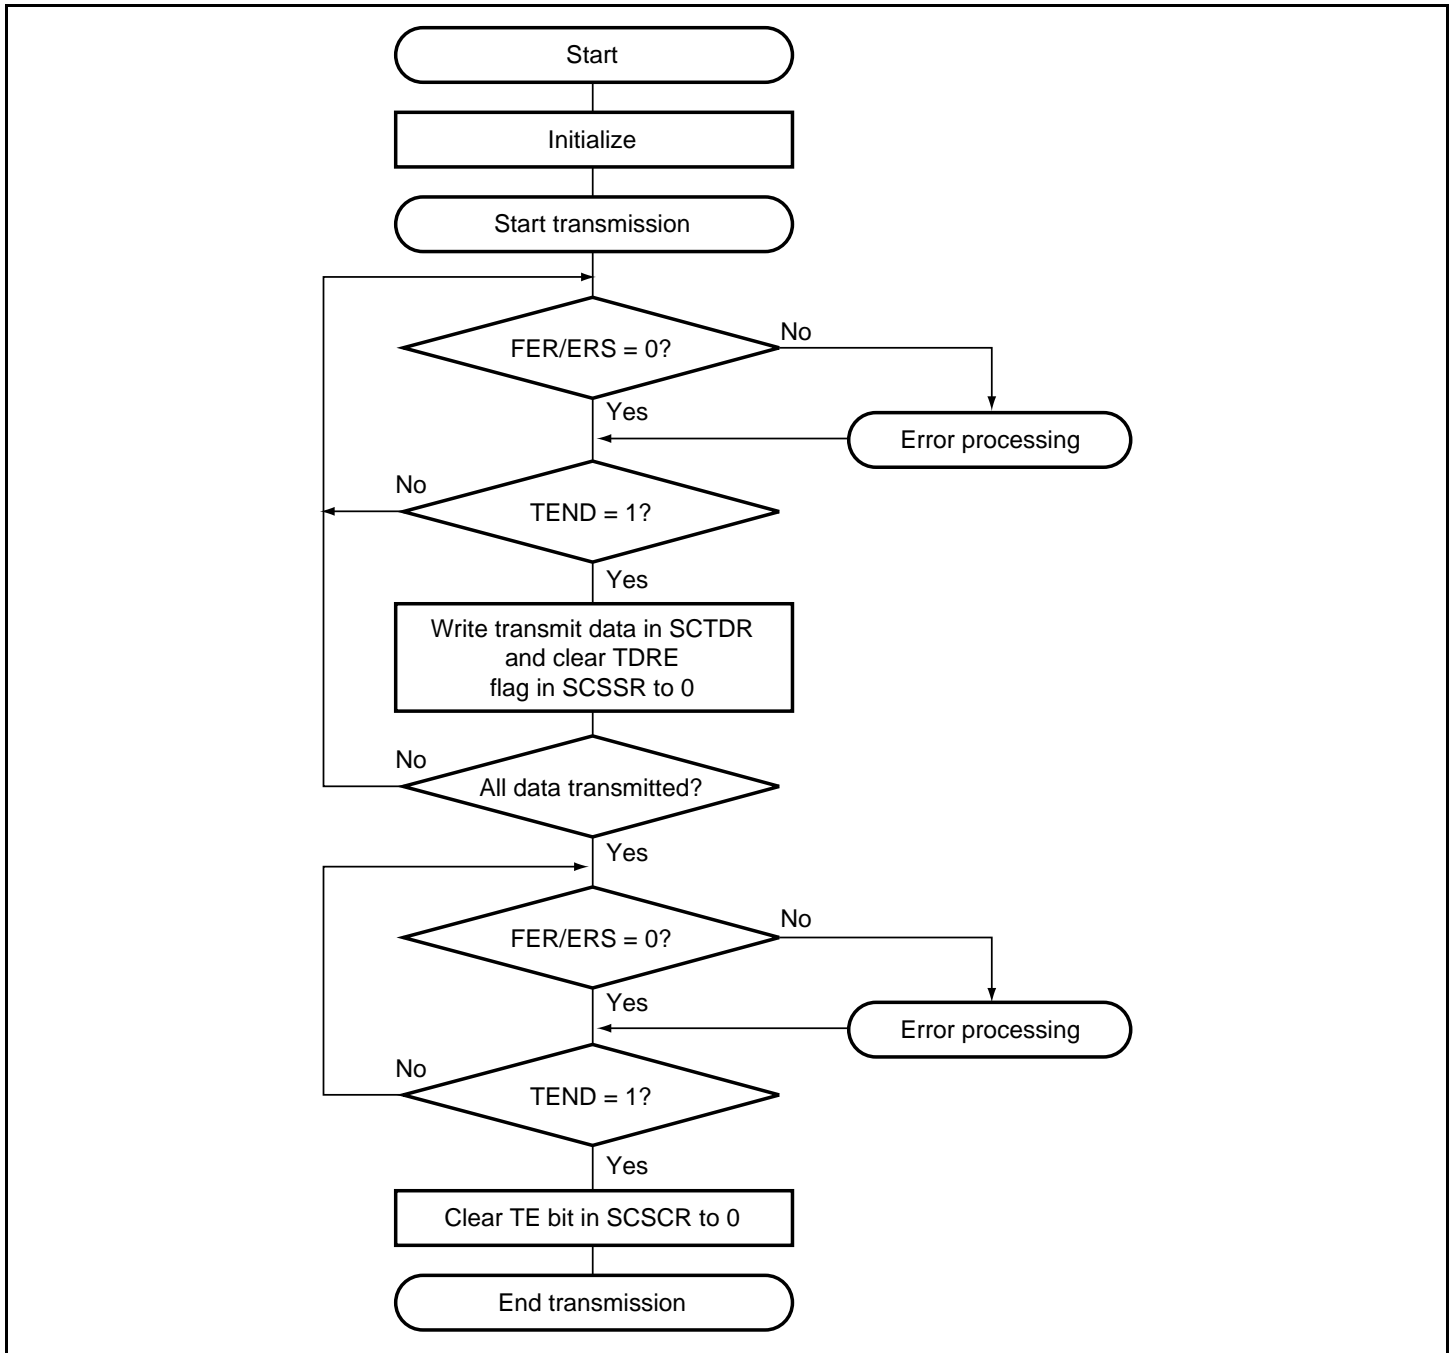 Start
Initialize
Start transmission
FER/ERS = 0?
No
Yes
Error processing
No
TEND = 1?
Yes
Write transmit data in SCTDR
and clear TDRE
flag in SCSSR to 0
No
All data transmitted?
Yes
FER/ERS = 0?
No
Yes
Error processing
No
TEND = 1?
Yes
Clear TE bit in SCSCR to 0
End transmission